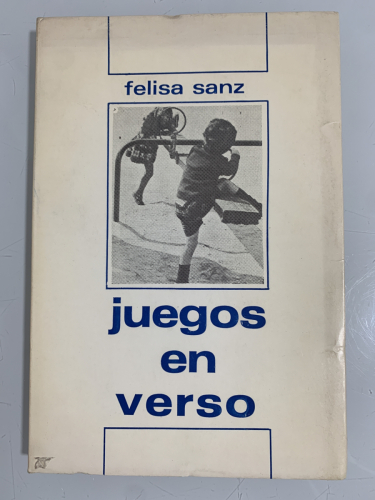 felisa sanz
juegos
en
verso